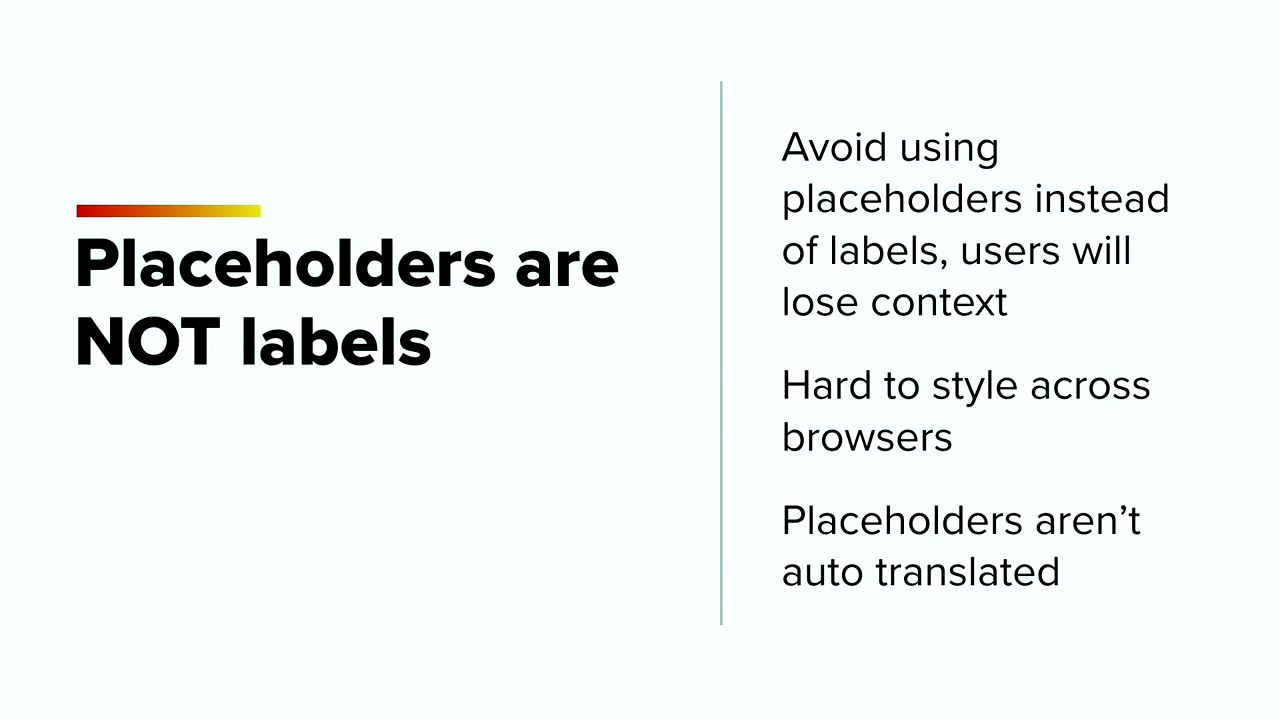 Placeholders are
NOT labels
Avoid using
placeholders instead
of labels, users will
lose context
Hard to style across
browsers
Placeholders aren’t
auto translated